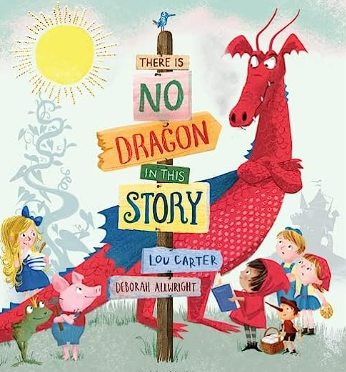 THERE IS
NO
DRAGON
IN THIS
STORY
LOU CARTER
DEBORAH ALLWRIGHT